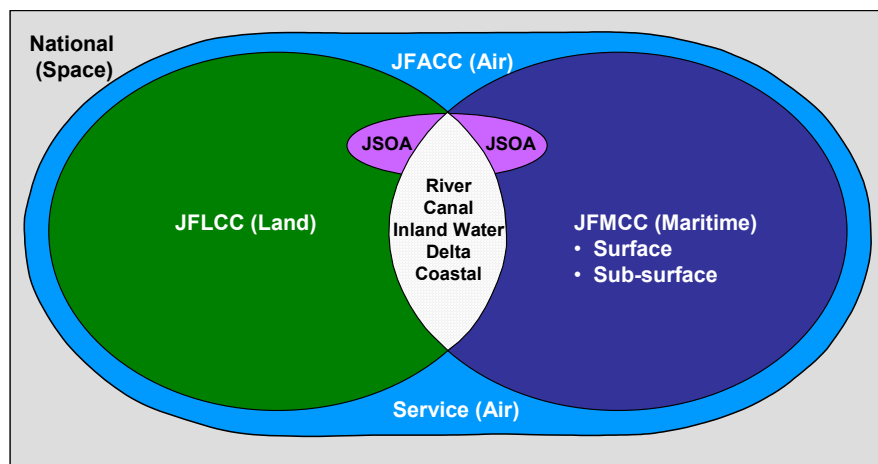 National
(Space)
JFACC (Air)
JSOA
JSOA
River
Canal
Inland Water
Delta
Coastal
JFLCC (Land)
JFMCC (Maritime)
• Surface
• Sub-surface
Service (Air)